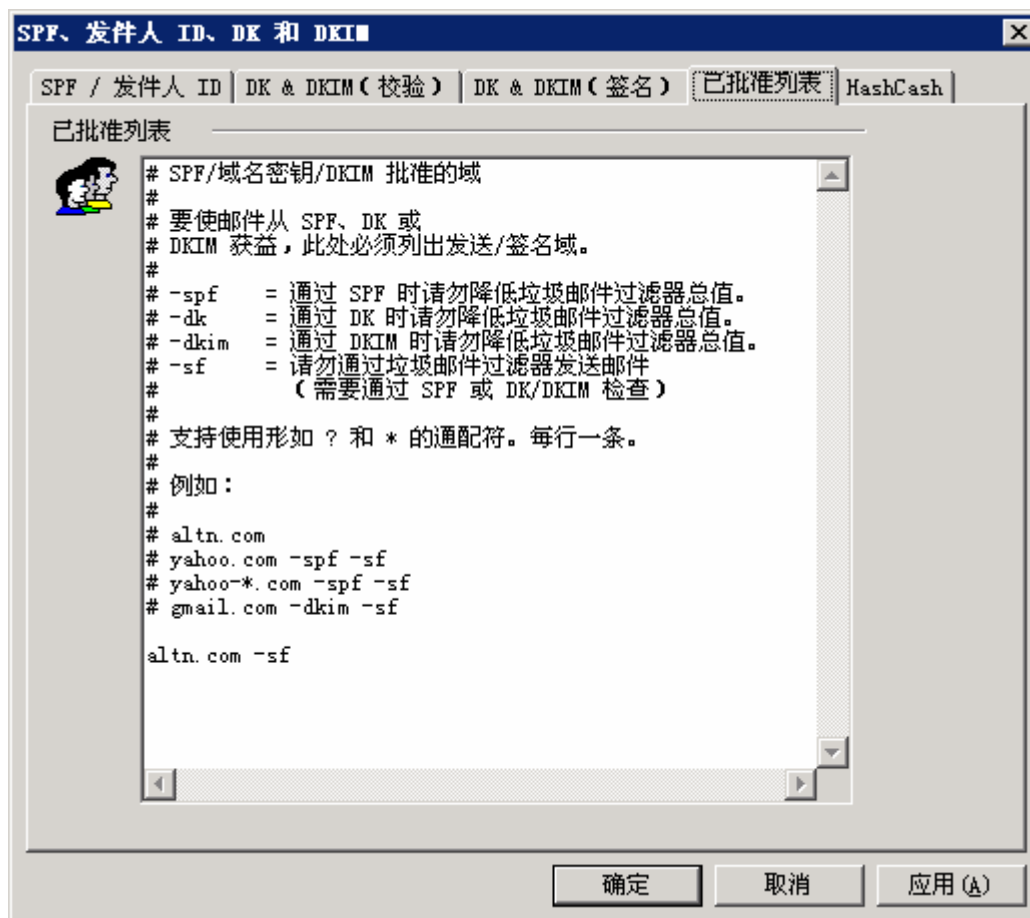 SPF、发件人 ID、DK 和 DKIM
SPF / 发件人 ID
DK & DKIM(校验)
DK & DKIM(签名)
已批准列表
HashCash
已批准列表
# SPF/域名密钥/DKIM 批准的域
#
# 要使邮件从 SPF、DK 或
# DKIM 获益,此处必须列出发送/签名域。
#
# -spf = 通过 SPF 时请勿降低垃圾邮件过滤器总值。
# -dk = 通过 DK 时请勿降低垃圾邮件过滤器总值。
# -dkim = 通过 DKIM 时请勿降低垃圾邮件过滤器总值。
# -sf = 请勿通过垃圾邮件过滤器发送邮件
# (需要通过 SPF 或 DK/DKIM 检查)
#
# 支持使用形如 ? 和 * 的通配符。每行一条。
#
# 例如:
#
# altn.com
# yahoo.com -spf -sf
# yahoo-*.com -spf -sf
# gmail.com -dkim -sf
altn.com -sf
确定
取消
应用(A)